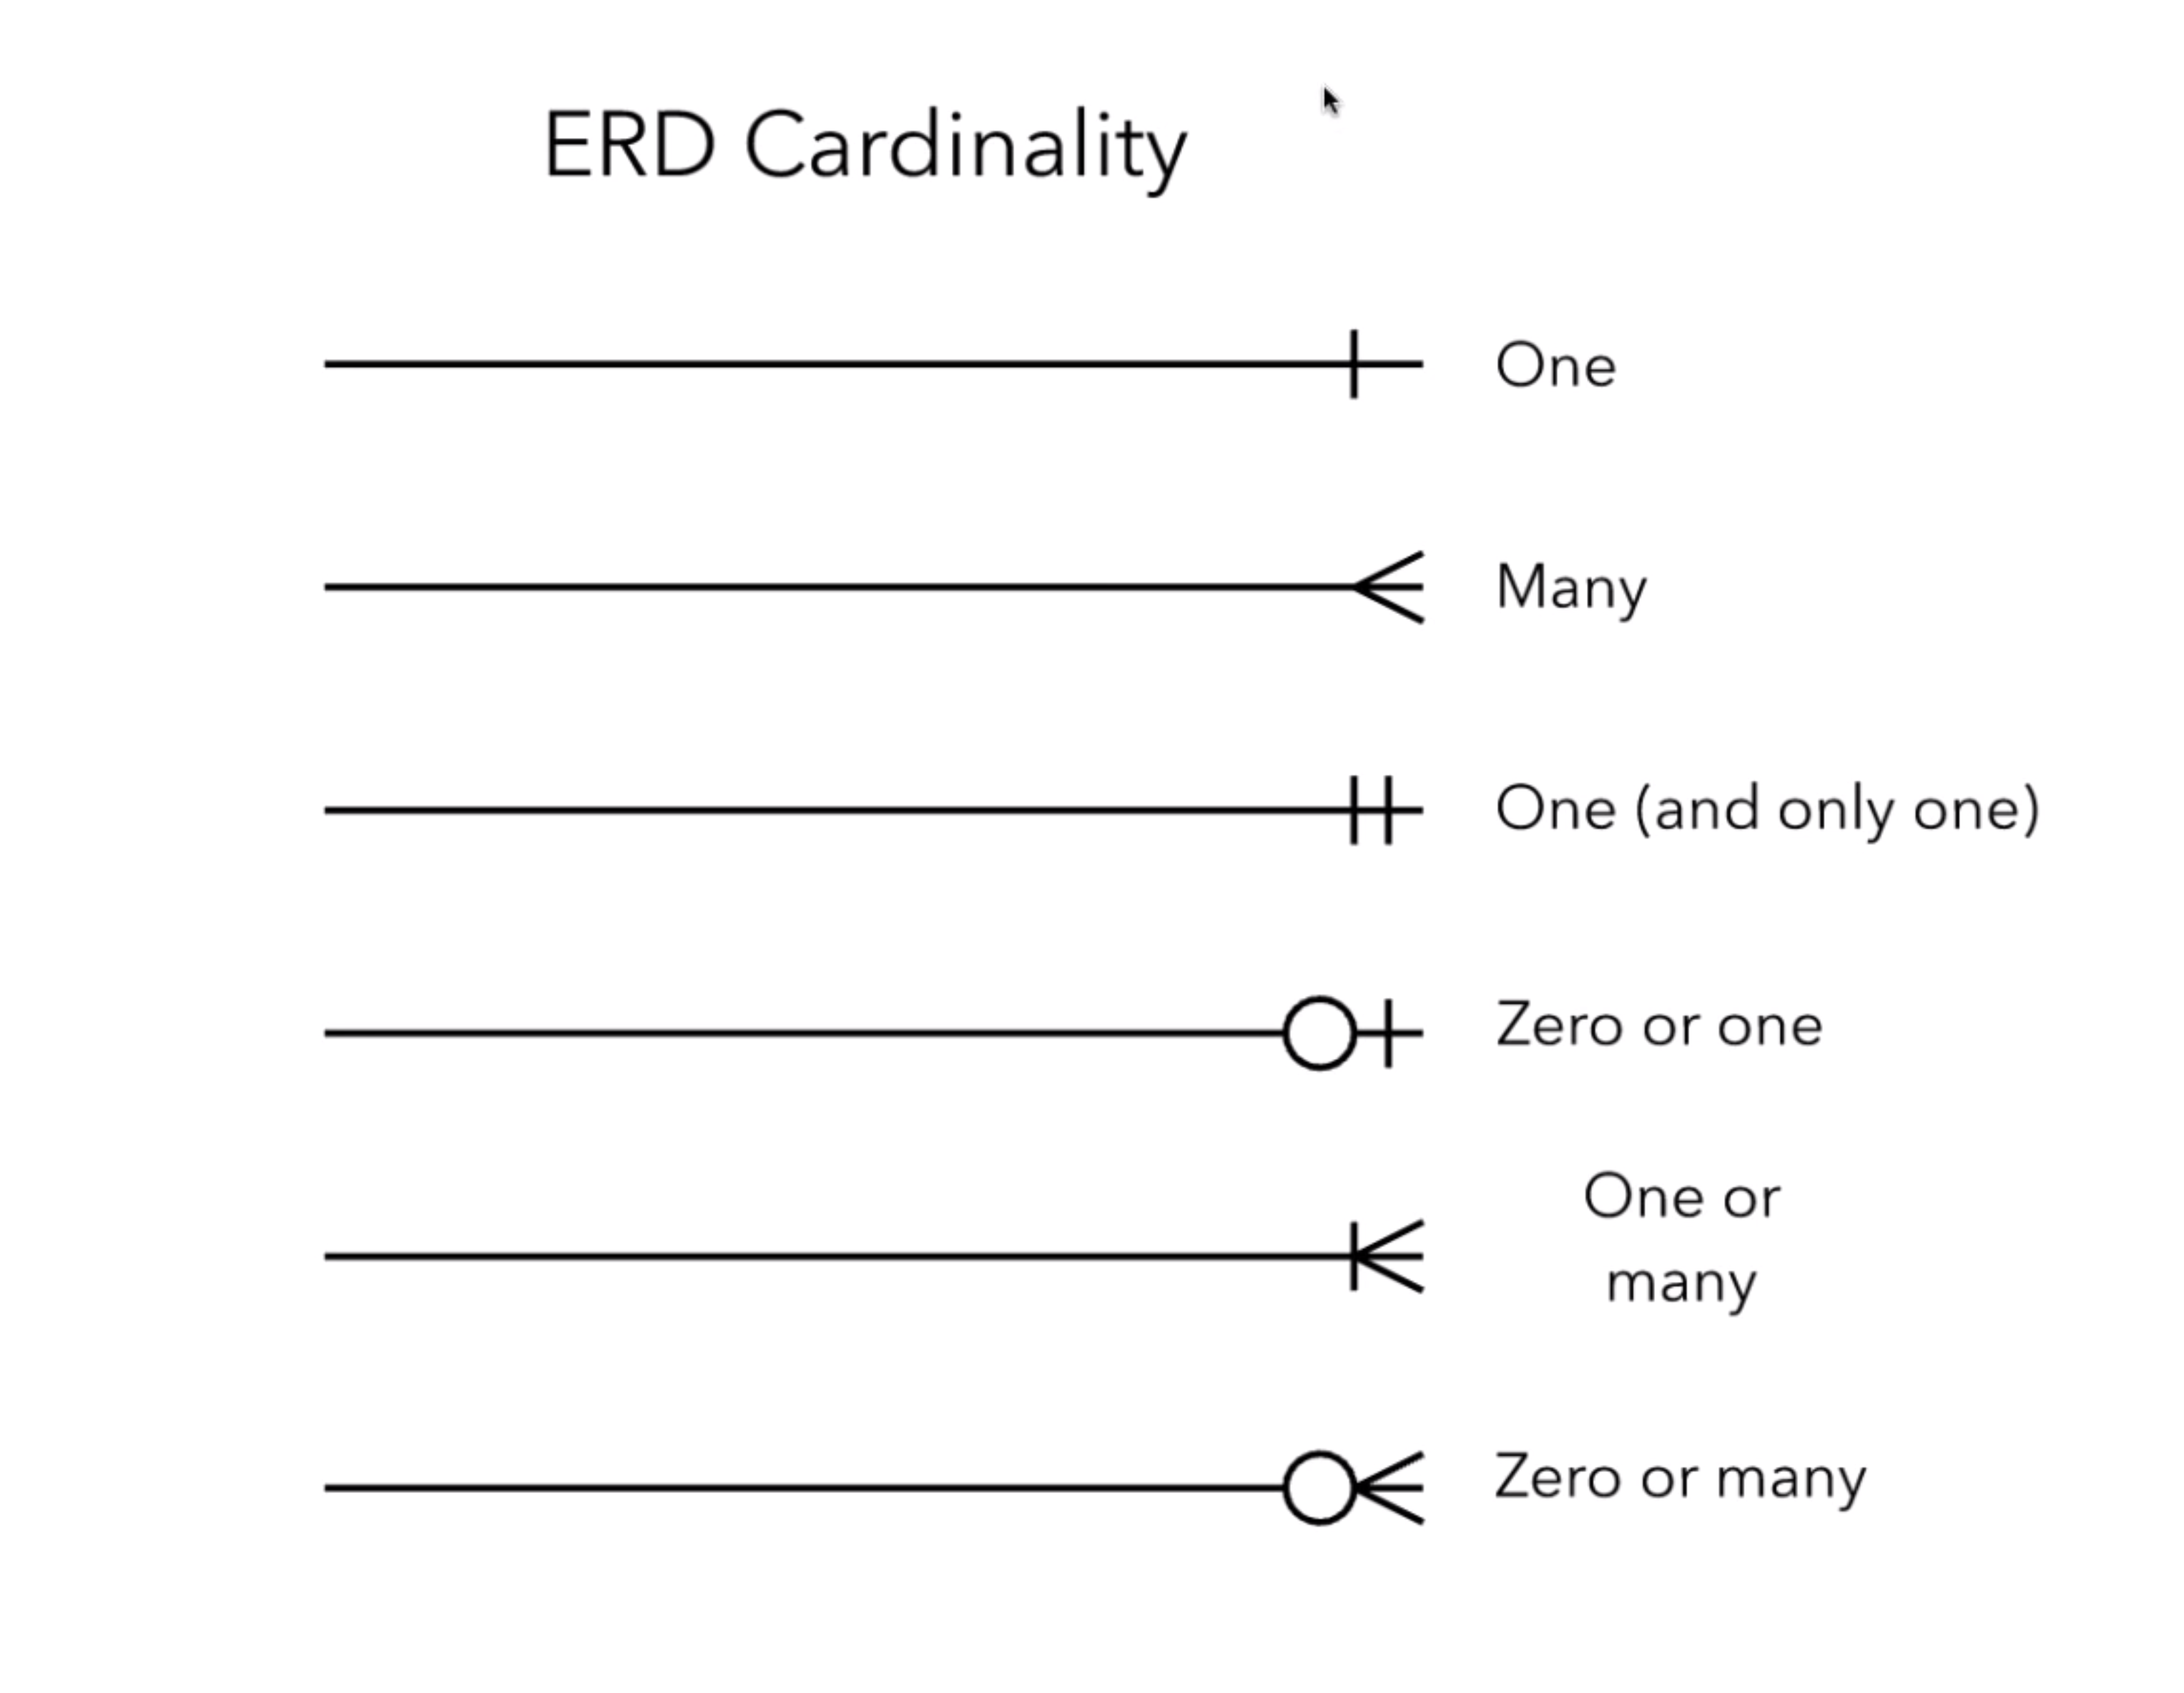 ERD Cardinality
One
Many
One (and only one)
Zero or one
One or
many
Zero or many